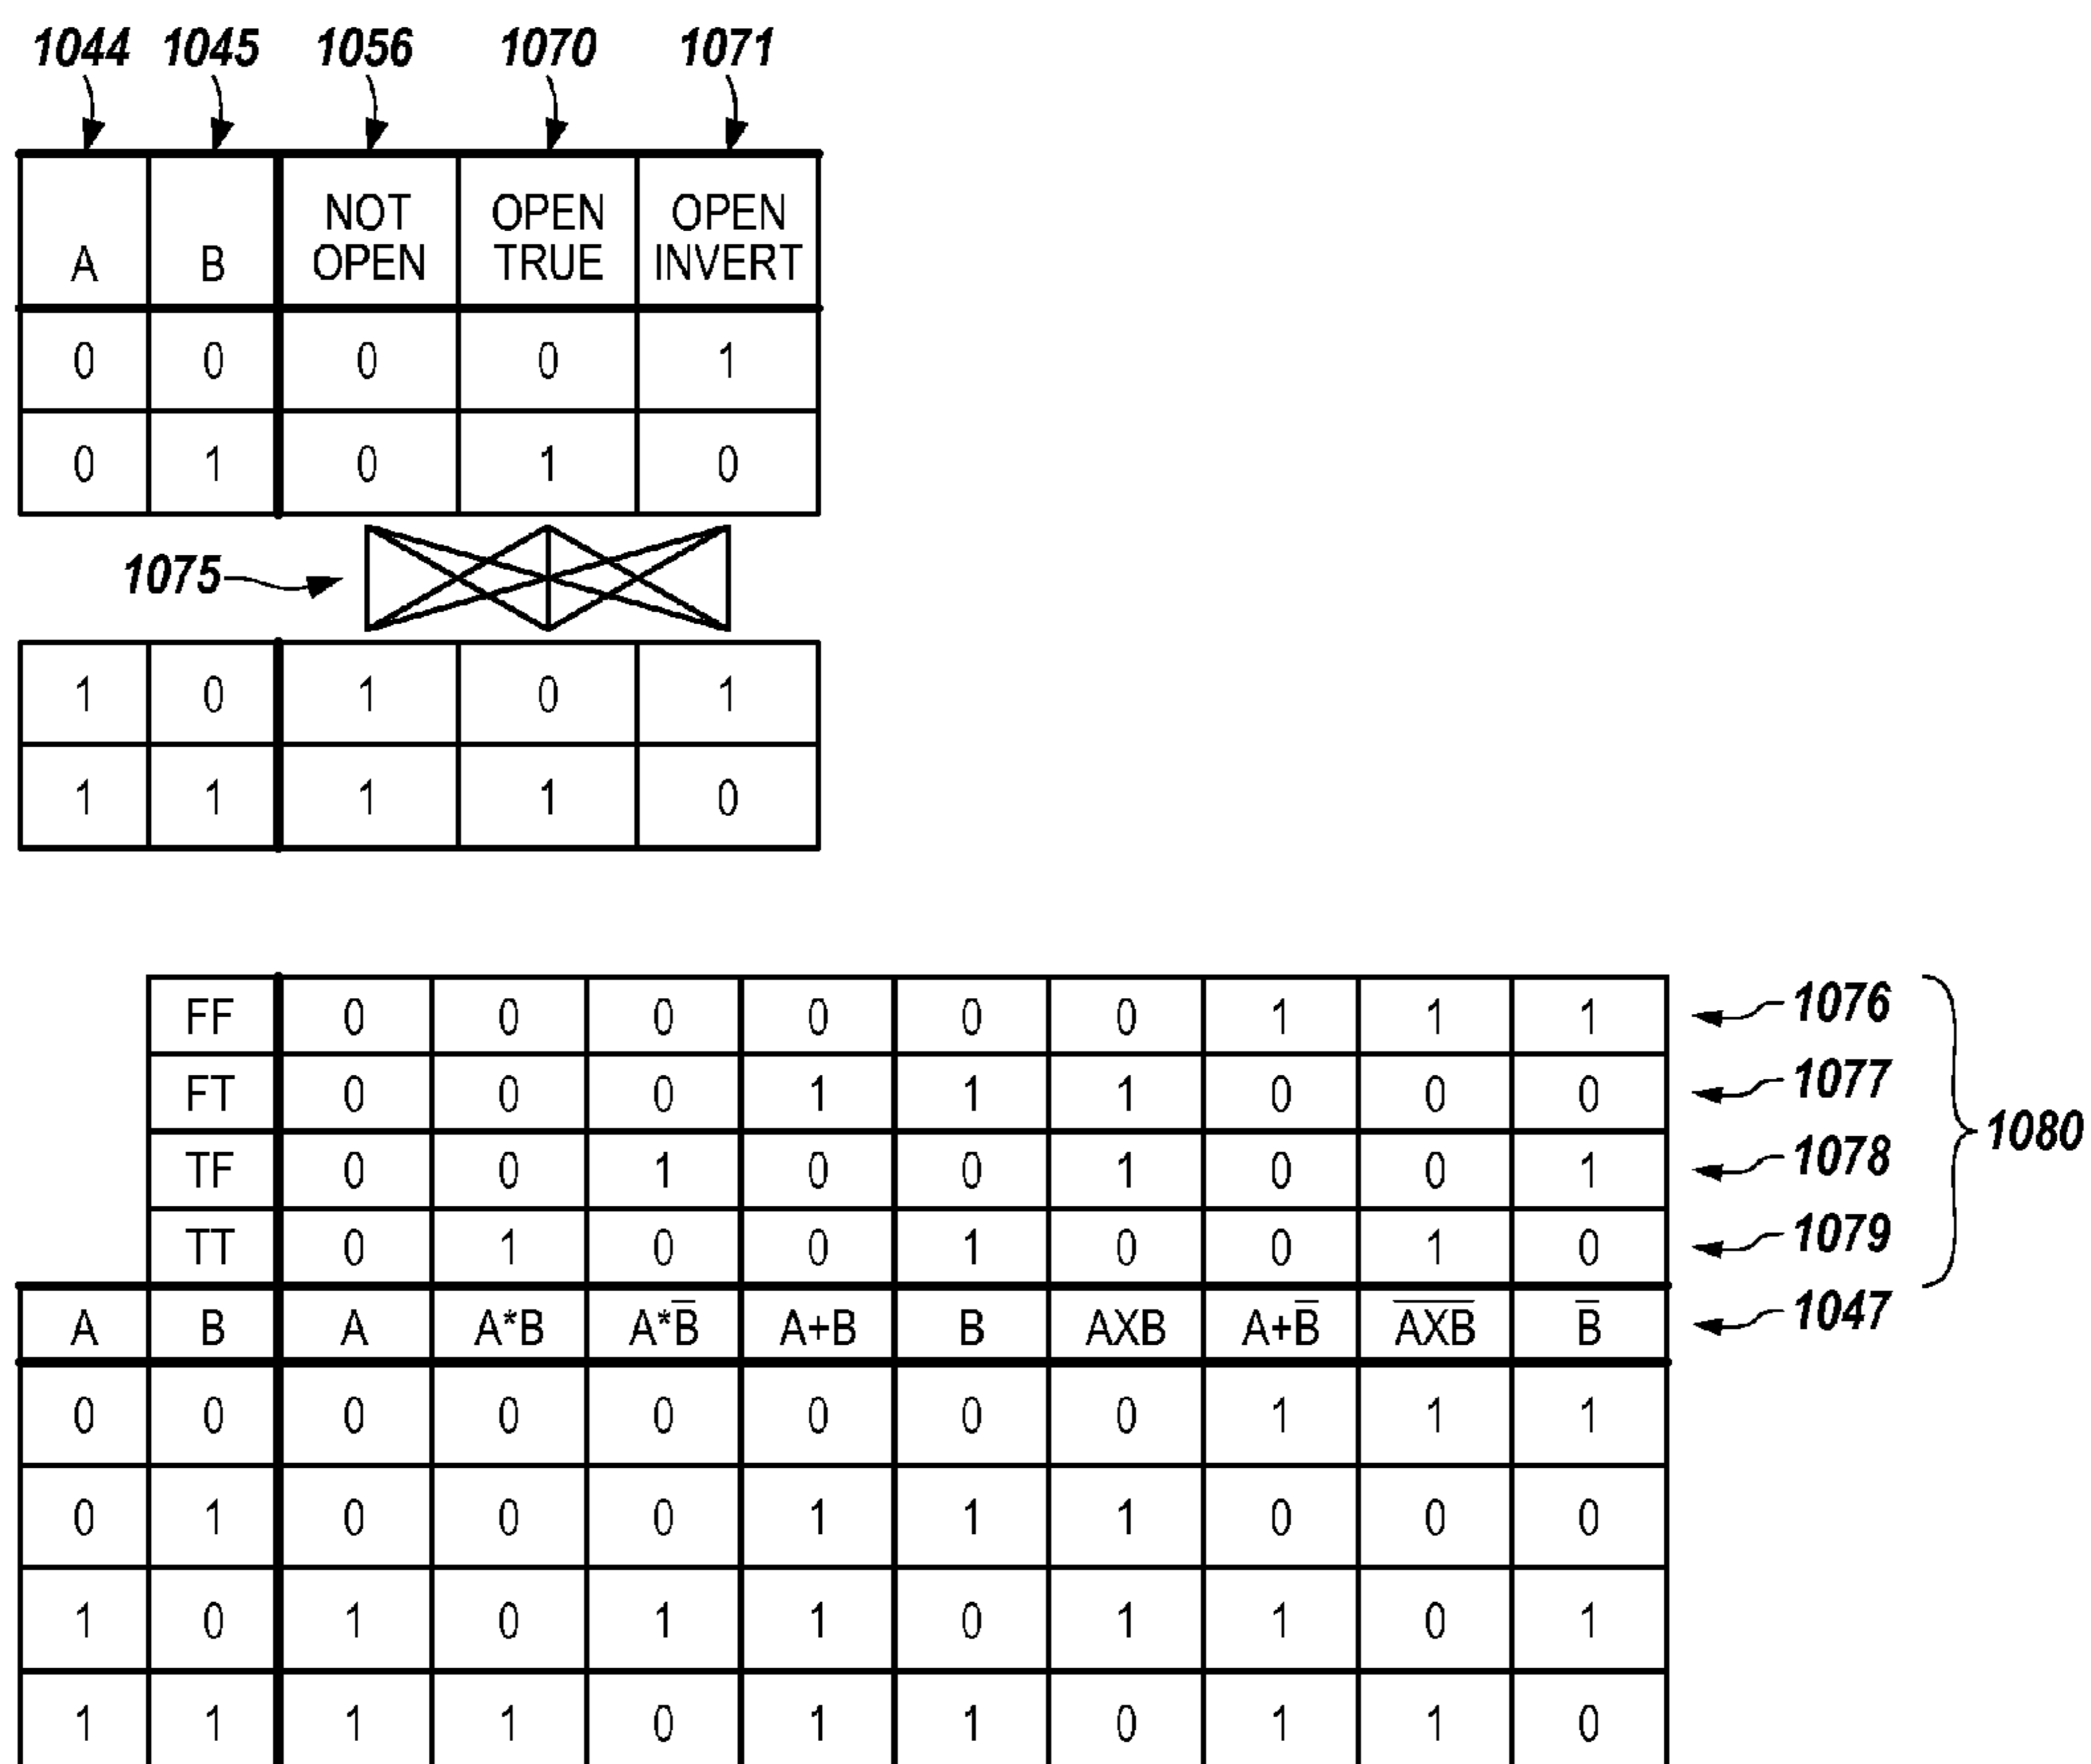 1044 1045 1056 1070 1071
A B NOT OPEN OPEN TRUE OPEN INVERT
0 0 0 0 1
0 1 0 1 0
1075
1 0 1 0 1
1 1 1 1 0
FF 0 0 0 0 0 0 1 1 1 1076
FT 0 0 0 1 1 1 0 0 0 1077
1080
TF 0 0 1 0 0 1 0 0 1 1078
TT 0 1 0 0 1 0 0 1 0 1079
A B A A*B A*B̅ A+B B AXB A+B̅ A̅X̅B̅ B̅ 1047
0 0 0 0 0 0 0 0 1 1 1
0 1 0 0 0 1 1 1 0 0 0
1 0 1 0 1 1 0 1 1 0 1
1 1 1 1 0 1 1 0 1 1 0